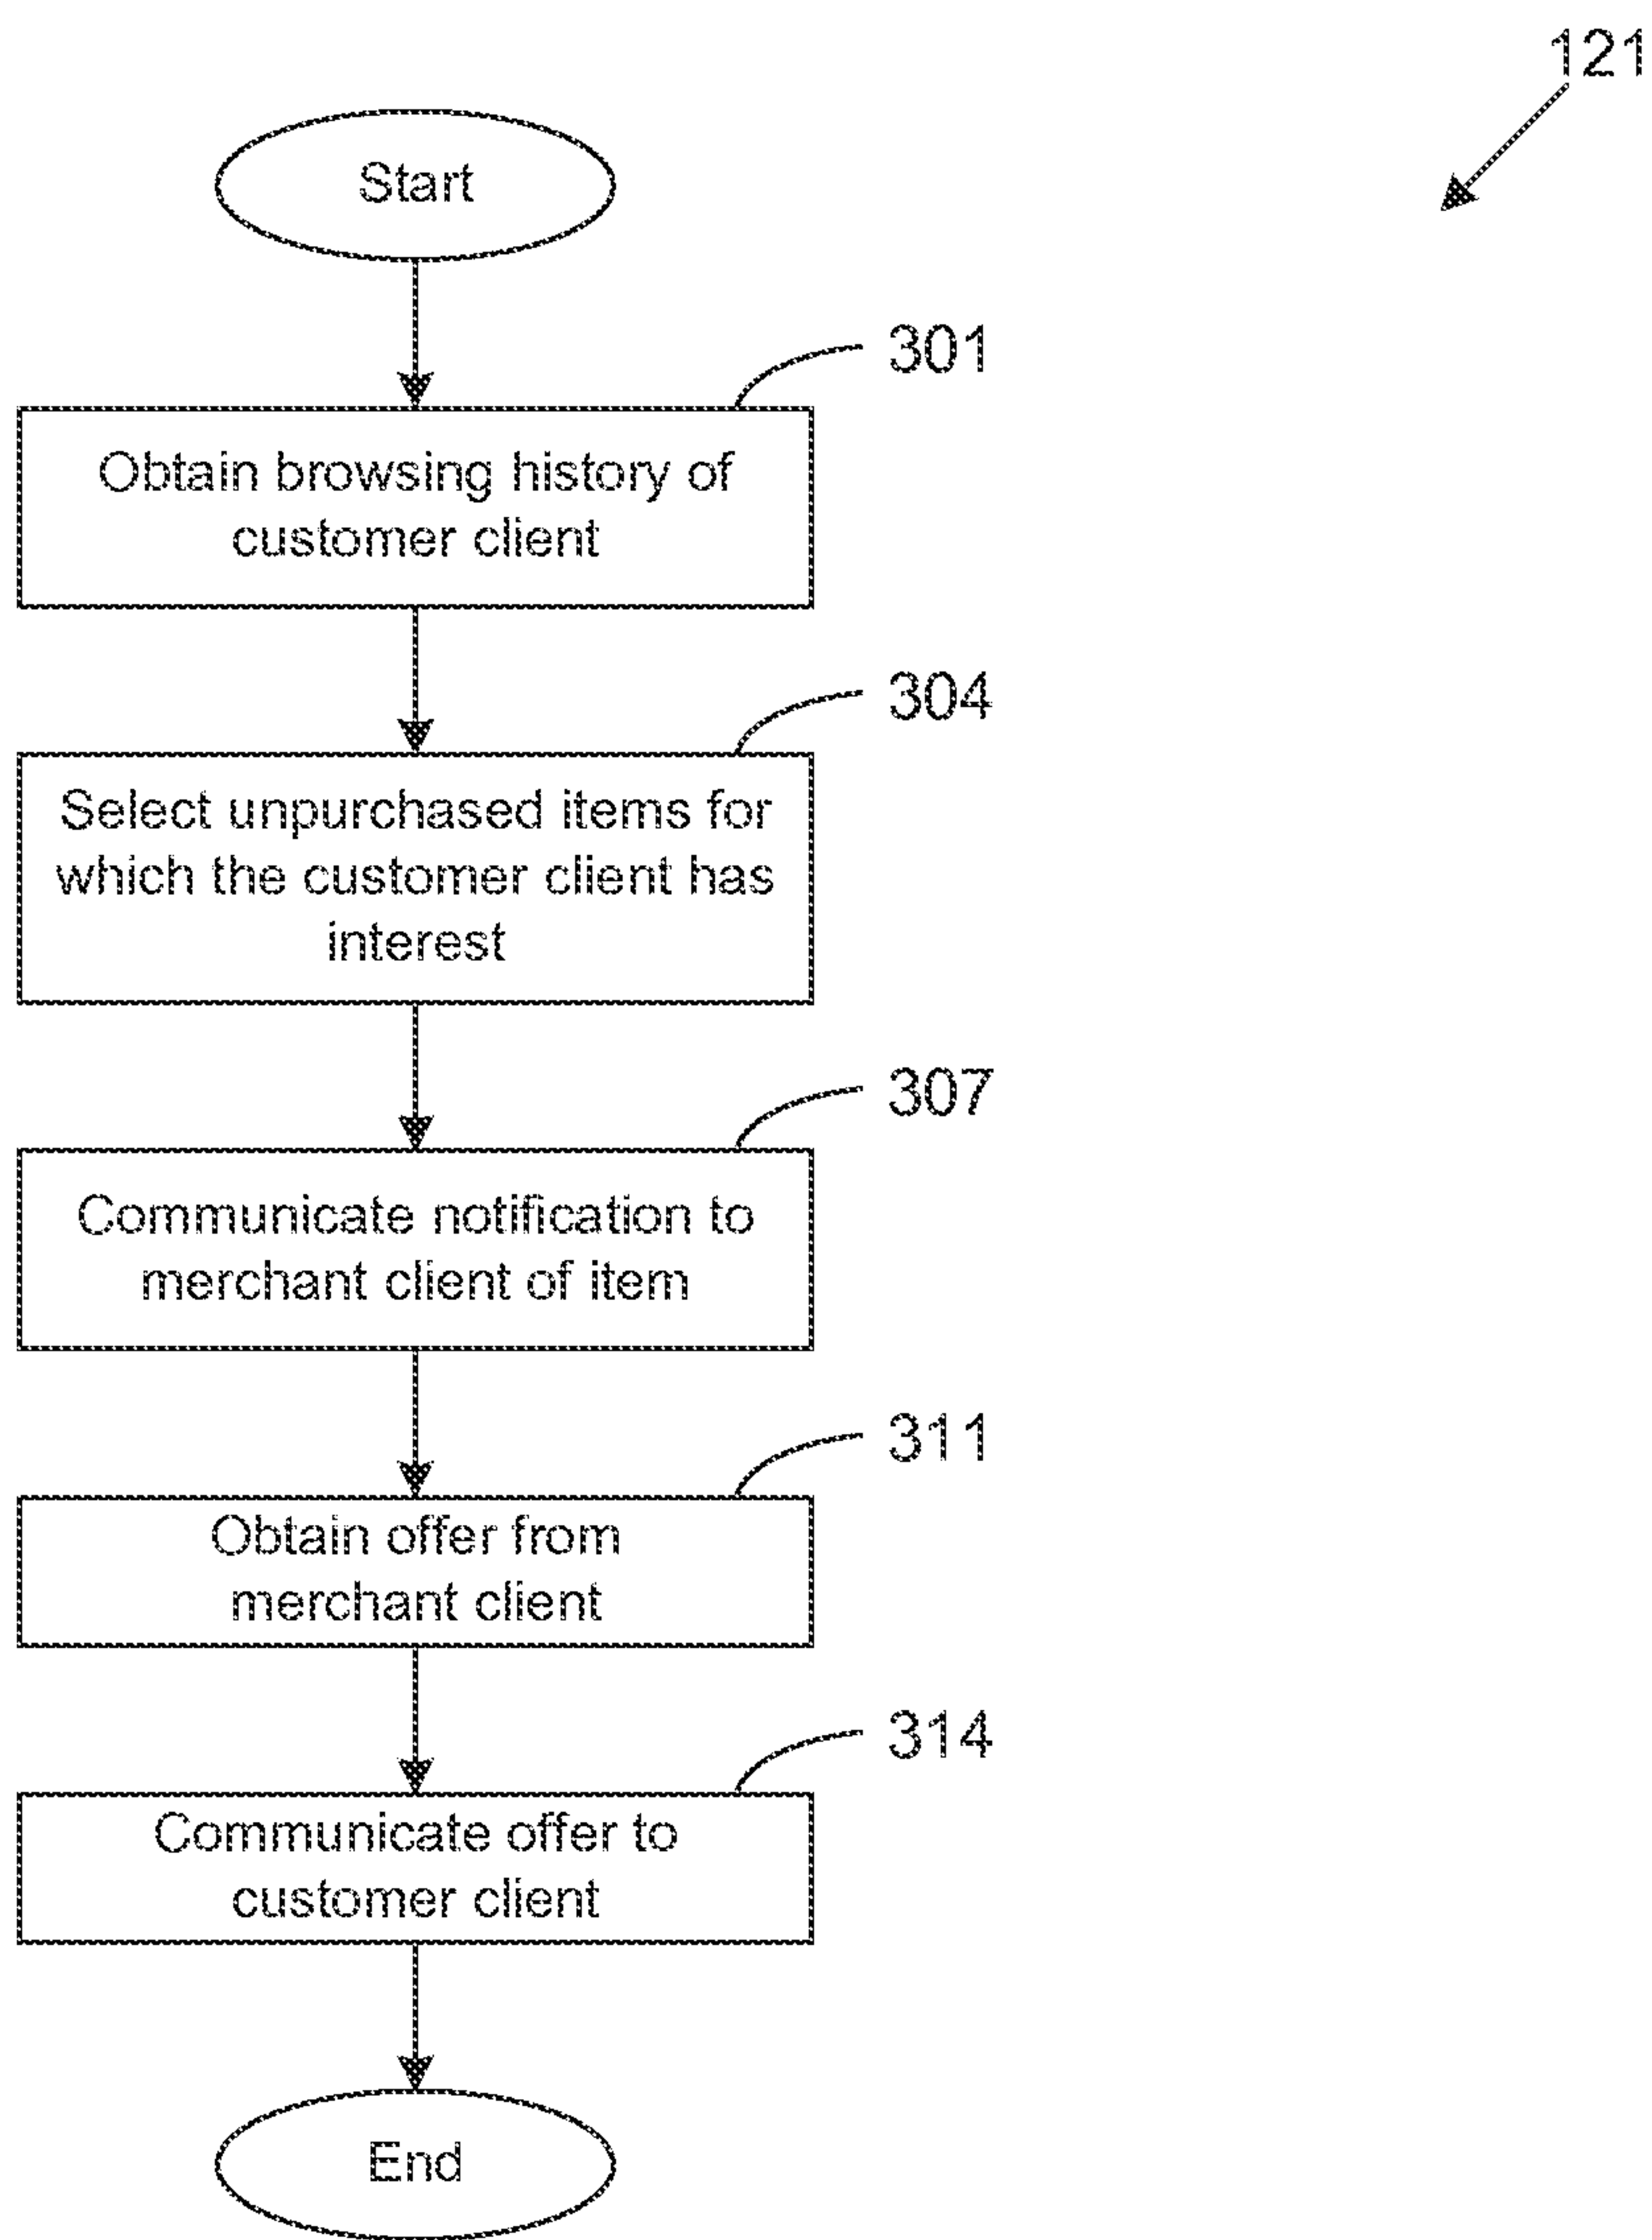 121
Start
301
Obtain browsing history of
customer client
304
Select unpurchased items for
which the customer client has
interest
307
Communicate notification to
merchant client of item
311
Obtain offer from
merchant client
314
Communicate offer to
customer client
End